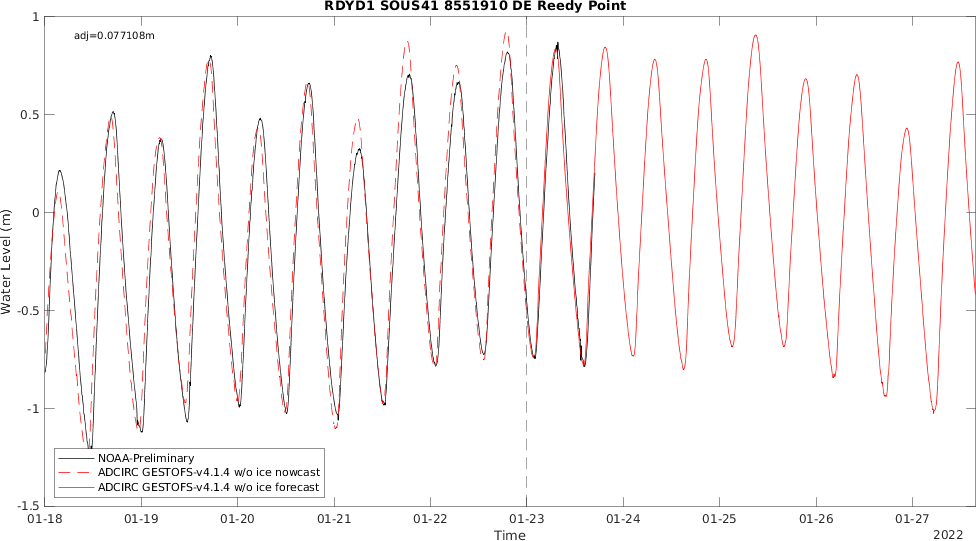 RDYD1 SOUS41 8551910 DE Reedy Point
adj=0.077108m
1
0.5
0
-0.5
-1
-1.5
Water Level (m)
NOAA-Preliminary
ADCIRC GESTOFS-v4.1.4 w/o ice nowcast
ADCIRC GESTOFS-v4.1.4 w/o ice forecast
01-18 01-19 01-20 01-21 01-22 01-23 01-24 01-25 01-26 01-27
Time
2022